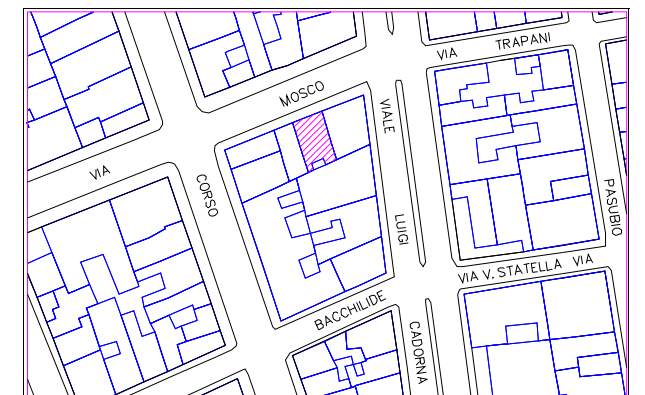 VIA TRAPANI
MOSCO
VIALE
VIA
CORSO
PASUBIO
LUIGI
VIA V. STATELLA VIA
BACCHILIDE
CADORNA